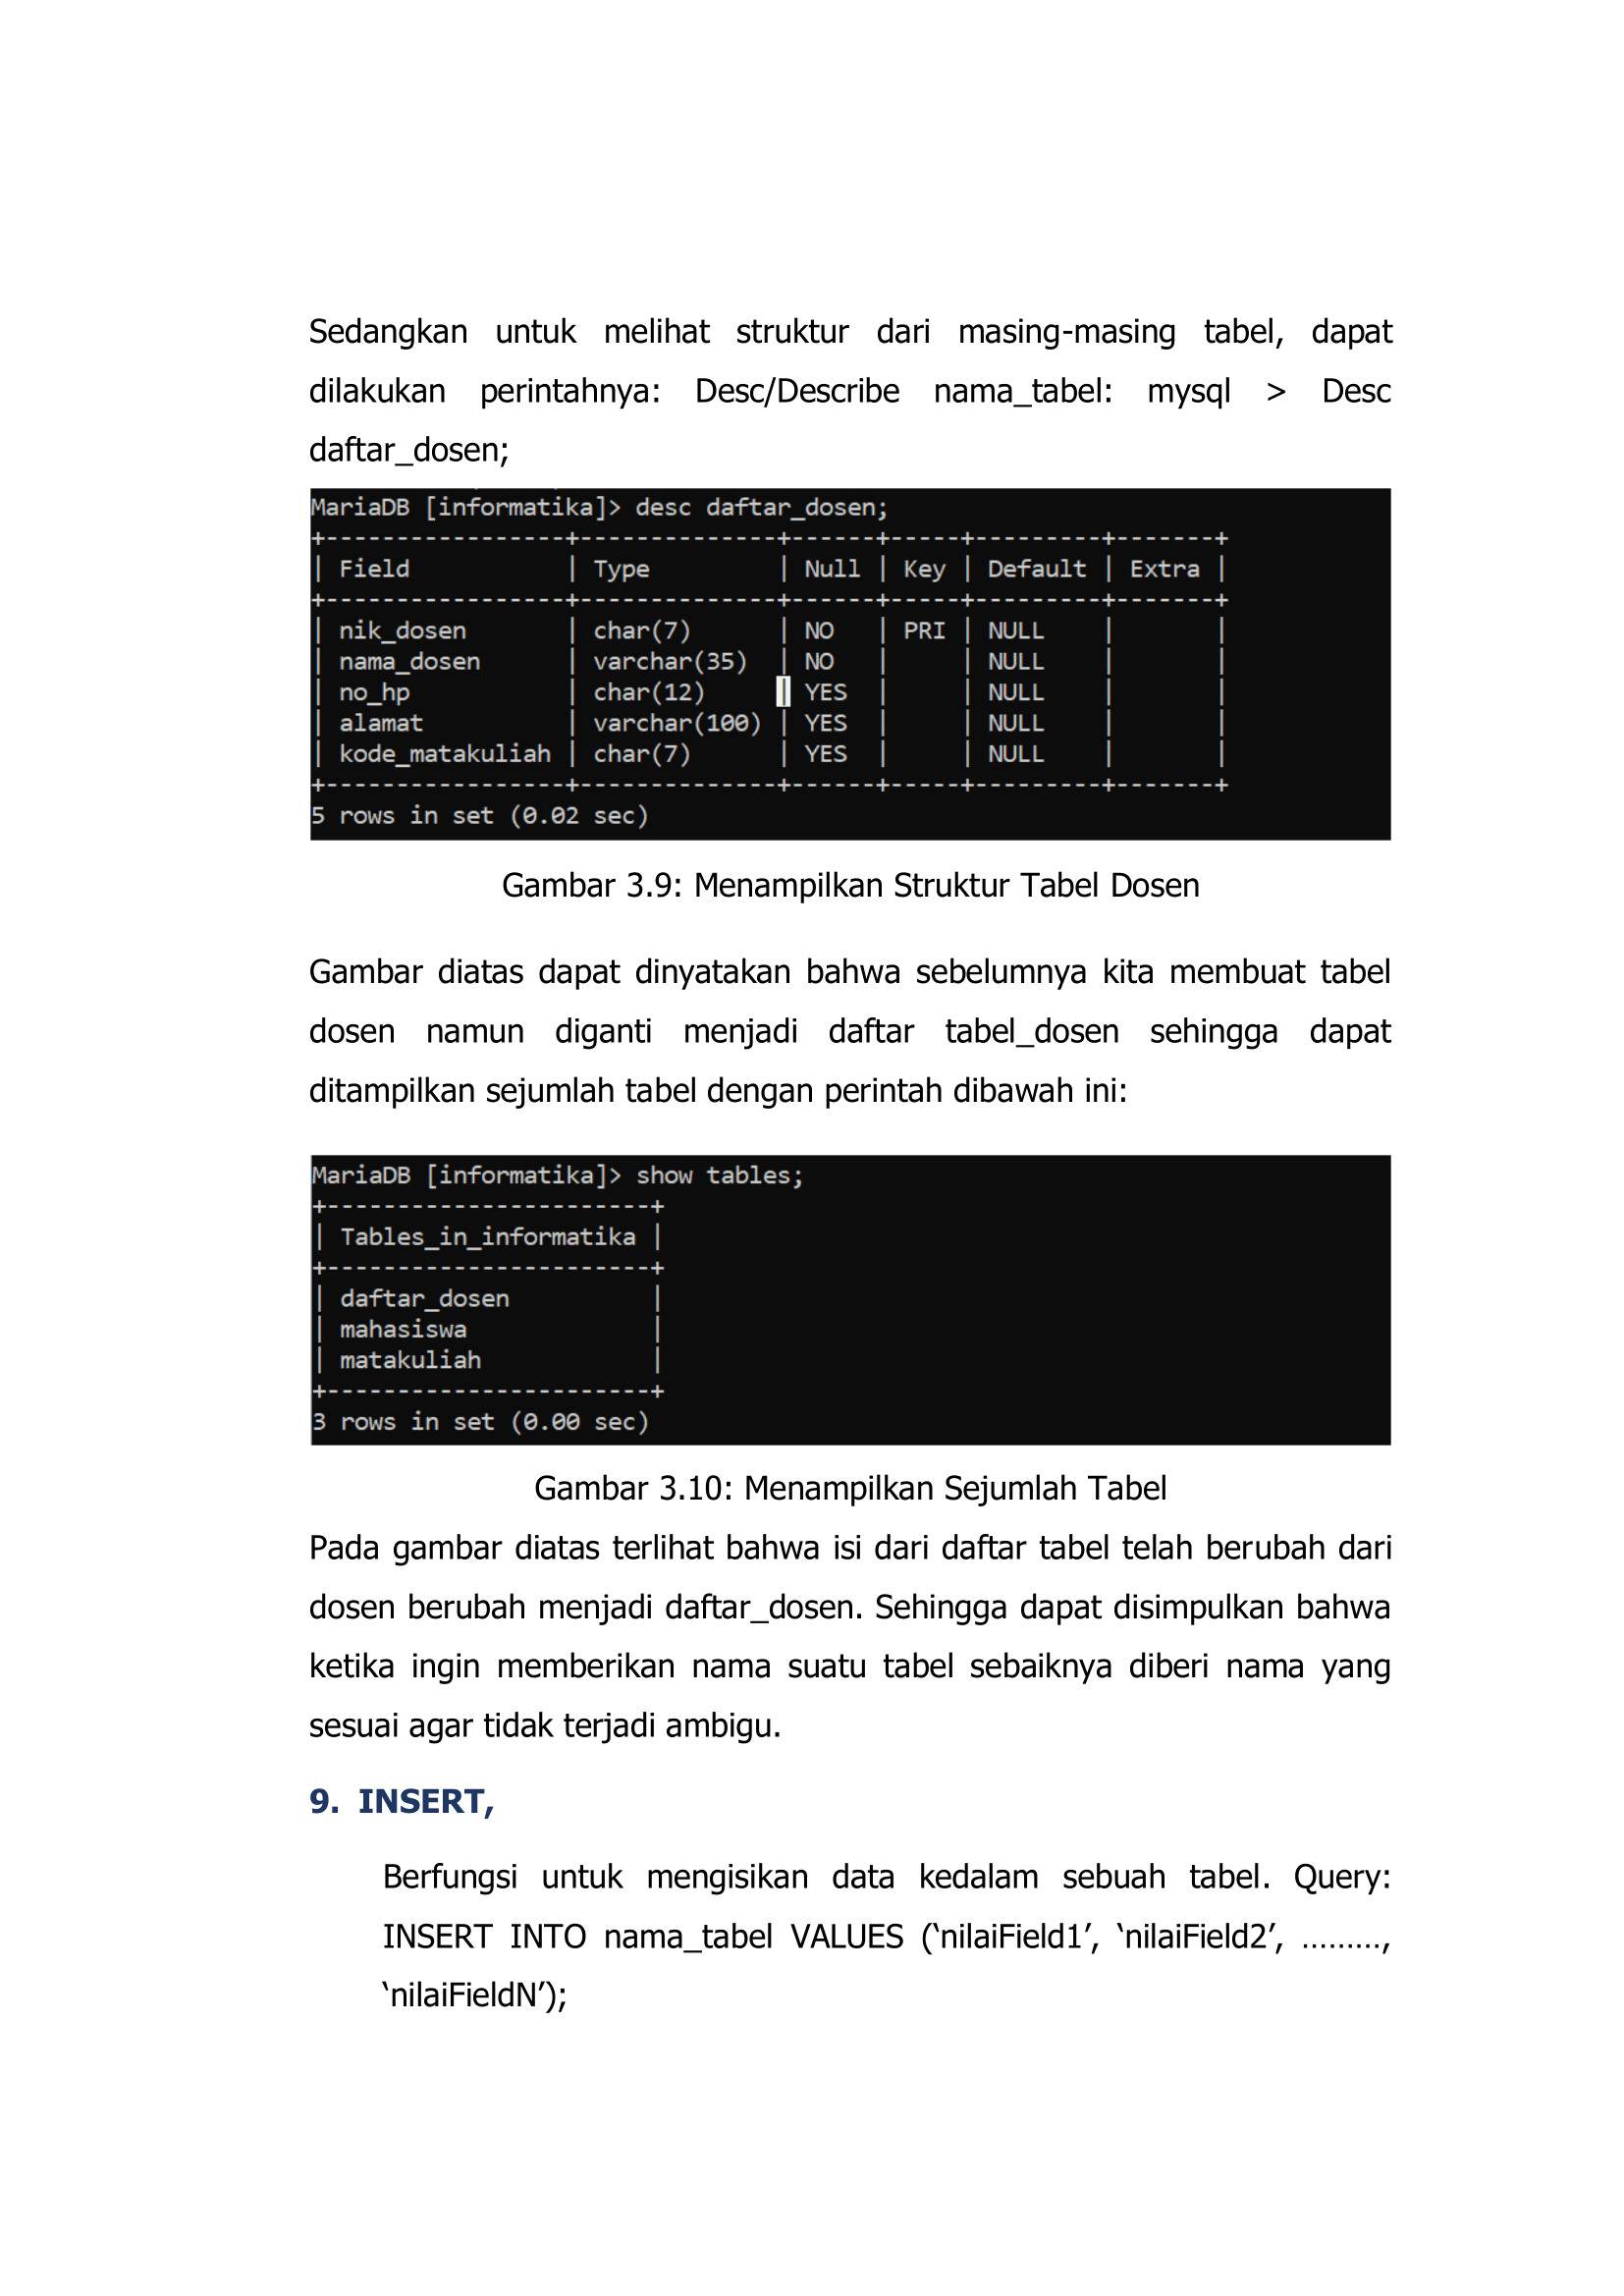 Sedangkan untuk melihat struktur dari masing-masing tabel, dapat
dilakukan perintahnya: Desc/Describe nama_tabel: mysql > Desc
daftar_dosen;
MariaDB [informatika]> desc daftar_dosen;
+-----------------+--------------+------+-----+---------+-------+
| Field           | Type         | Null | Key | Default | Extra |
+-----------------+--------------+------+-----+---------+-------+
| nik_dosen       | char(7)      | NO   | PRI | NULL    |       |
| nama_dosen      | varchar(35)  | NO   |     | NULL    |       |
| no_hp           | char(12)     | YES  |     | NULL    |       |
| alamat          | varchar(100) | YES  |     | NULL    |       |
| kode_matakuliah | char(7)      | YES  |     | NULL    |       |
+-----------------+--------------+------+-----+---------+-------+
5 rows in set (0.02 sec)
Gambar 3.9: Menampilkan Struktur Tabel Dosen
Gambar diatas dapat dinyatakan bahwa sebelumnya kita membuat tabel
dosen namun diganti menjadi daftar tabel_dosen sehingga dapat
ditampilkan sejumlah tabel dengan perintah dibawah ini:
MariaDB [informatika]> show tables;
+-----------------------+
| Tables_in_informatika |
+-----------------------+
| daftar_dosen          |
| mahasiswa             |
| matakuliah            |
+-----------------------+
3 rows in set (0.00 sec)
Gambar 3.10: Menampilkan Sejumlah Tabel
Pada gambar diatas terlihat bahwa isi dari daftar tabel telah berubah dari
dosen berubah menjadi daftar_dosen. Sehingga dapat disimpulkan bahwa
ketika ingin memberikan nama suatu tabel sebaiknya diberi nama yang
sesuai agar tidak terjadi ambigu.
9. INSERT,
Berfungsi untuk mengisikan data kedalam sebuah tabel. Query:
INSERT INTO nama_tabel VALUES (‘nilaiField1’, ‘nilaiField2’, ………,
‘nilaiFieldN’);